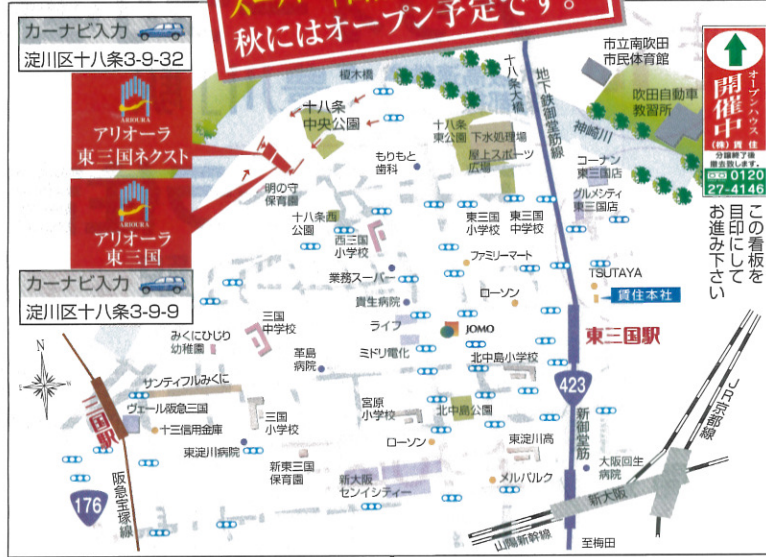 秋にはオープン予定です。
カーナビ入力
淀川区十八条3-9-32
ARIOURA
アリオーラ
東三国ネクスト
ARIOURA
アリオーラ
東三国
カーナビ入力
淀川区十八条3-9-9
榎木橋
十八条
中央公園
明の守
保育園
十八条西
公園
西三国
小学校
もりもと
歯科
十八条
東公園
下水処理場
屋上スポーツ
広場
十八条大橋
地下鉄御堂筋線
神崎川
市立南吹田
市民体育館
吹田自動車
教習所
コーナン
東三国店
グルメシティ
東三国店
東三国
小学校
東三国
中学校
ファミリーマート
業務スーパー
貴生病院
ローソン
TSUTAYA
賃住本社
ライフ
JOMO
東三国駅
三国
中学校
みくにひじり
幼稚園
革島
病院
ミドリ電化
北中島小学校
423
サンティフルみくに
ヴェール阪急三国
十三信用金庫
三国駅
三国
小学校
宮原
小学校
北中島公園
新御堂筋
東淀川病院
新東三国
保育園
ローソン
東淀川高
新大阪
センイシティー
メルパルク
大阪回生
病院
176
阪急宝塚線
新大阪
JR京都線
山陽新幹線
至梅田
N
オープンハウス
開催中
(株)賃住
分譲終了後
撤去致します。
0120
27-4146
この看板を
目印にして
お進み下さい